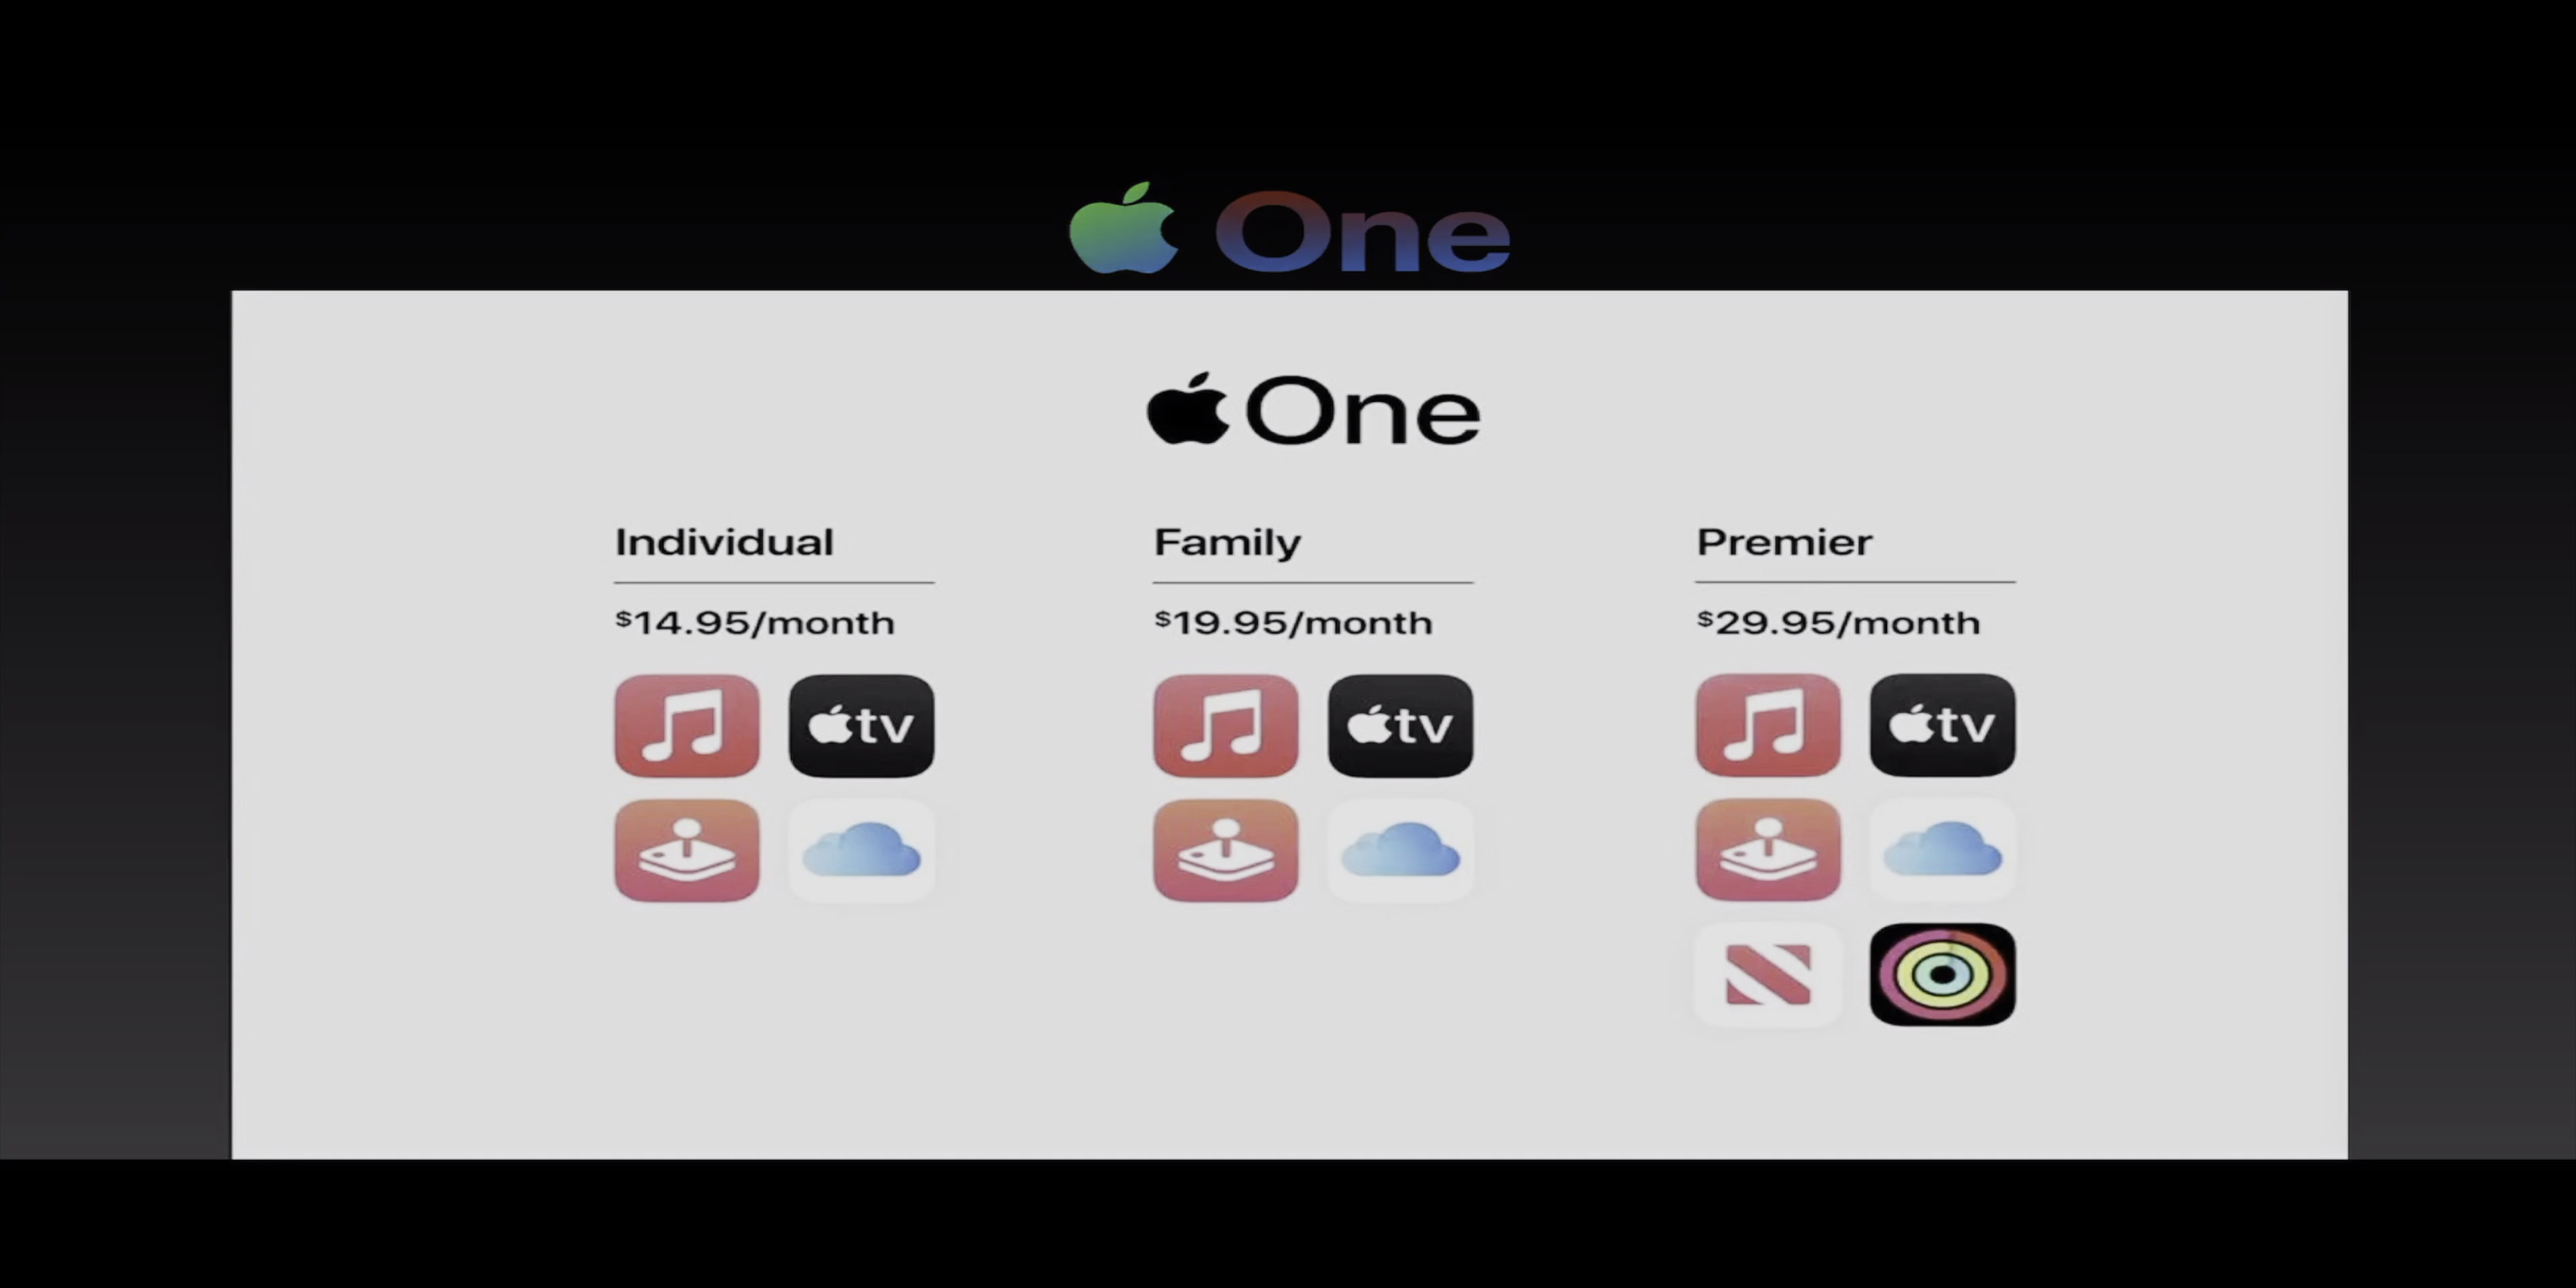 One
One
Individual
Family
Premier
$14.95/month
$19.95/month
$29.95/month
tv
tv
tv